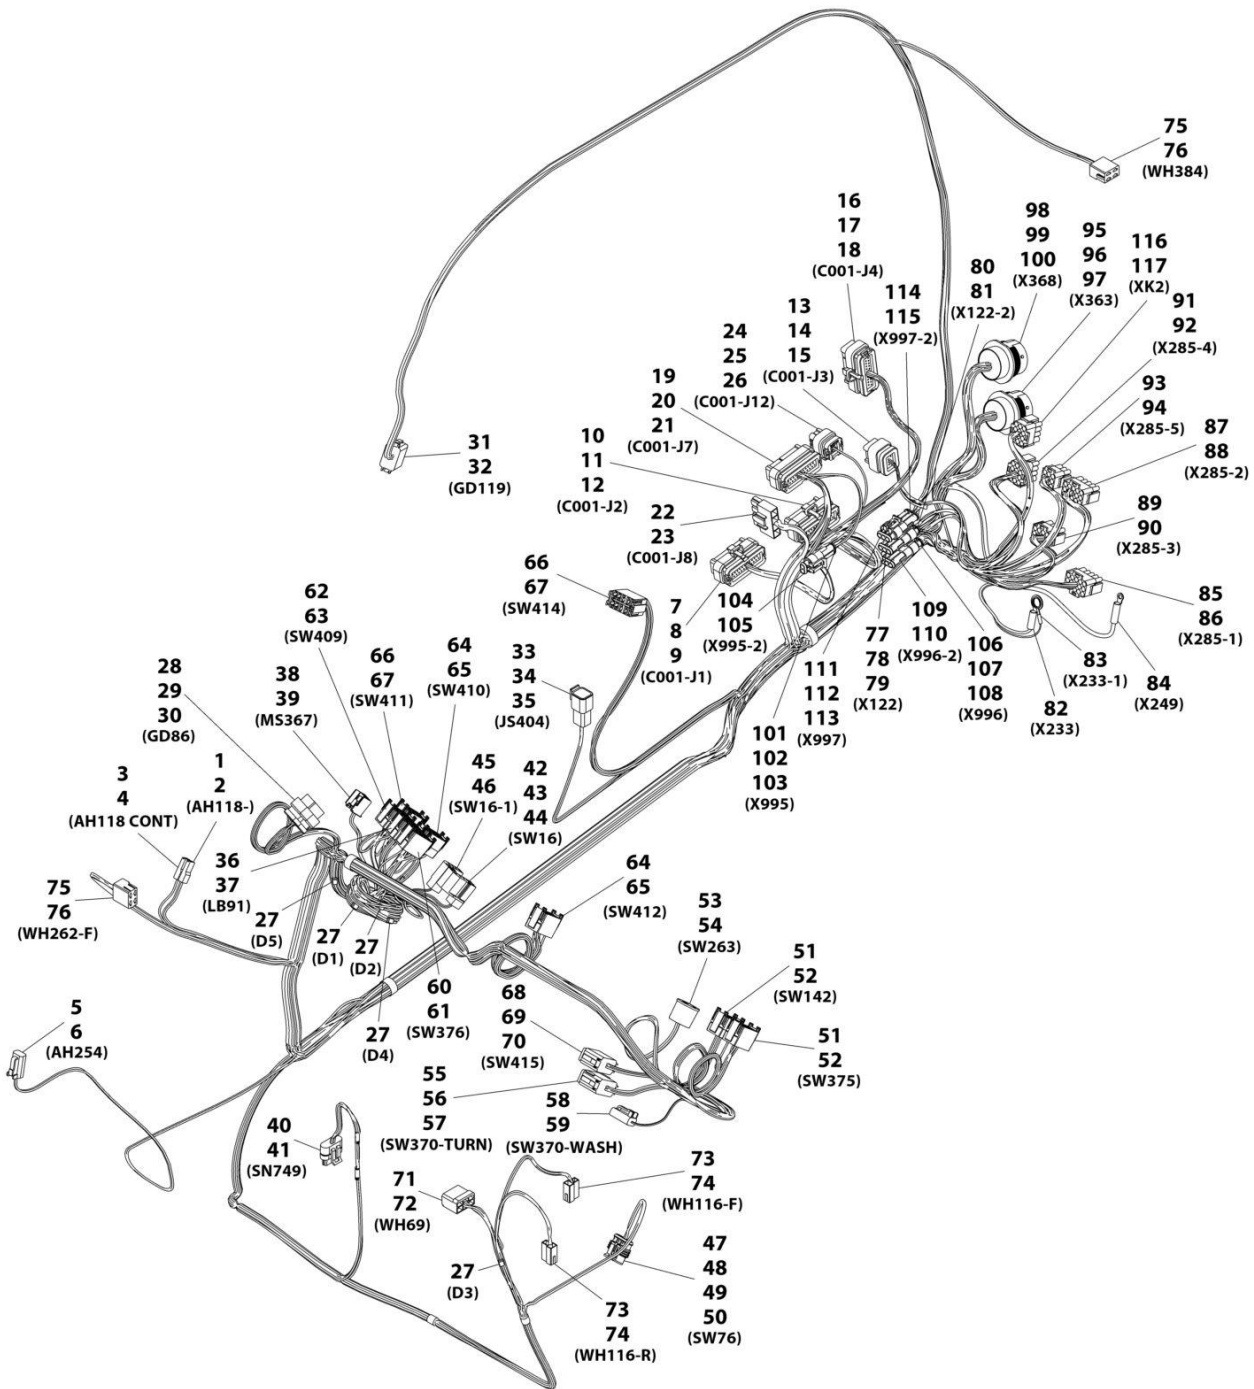 75
76
(WH384)
16
17
18
(C001-J4)
98
99
100
(X368)
95
96
97
(X363)
116
117
(XK2)
80
81
(X122-2)
91
92
(X285-4)
114
115
(X997-2)
13
14
15
(C001-J3)
24
25
26
(C001-J12)
93
94
(X285-5)
19
20
21
(C001-J7)
87
88
(X285-2)
10
11
12
(C001-J2)
31
32
(GD119)
22
23
(C001-J8)
89
90
(X285-3)
66
67
(SW414)
85
86
(X285-1)
62
63
(SW409)
7
8
9
(C001-J1)
104
105
(X995-2)
109
110
(X996-2)
106
107
108
(X996)
83
(X233-1)
84
(X249)
82
(X233)
77
78
79
(X122)
111
112
113
(X997)
101
102
103
(X995)
64
65
(SW410)
33
34
35
(JS404)
66
67
(SW411)
28
29
30
(GD86)
38
39
(MS367)
45
46
(SW16-1)
42
43
44
(SW16)
1
2
(AH118-)
3
4
(AH118 CONT)
36
37
(LB91)
75
76
(WH262-F)
27
(D5)
27
(D1)
27
(D2)
64
65
(SW412)
53
54
(SW263)
51
52
(SW142)
60
61
(SW376)
68
69
70
(SW415)
51
52
(SW375)
5
6
(AH254)
27
(D4)
55
56
57
(SW370-TURN)
58
59
(SW370-WASH)
40
41
(SN749)
71
72
(WH69)
73
74
(WH116-F)
47
48
49
50
(SW76)
27
(D3)
73
74
(WH116-R)